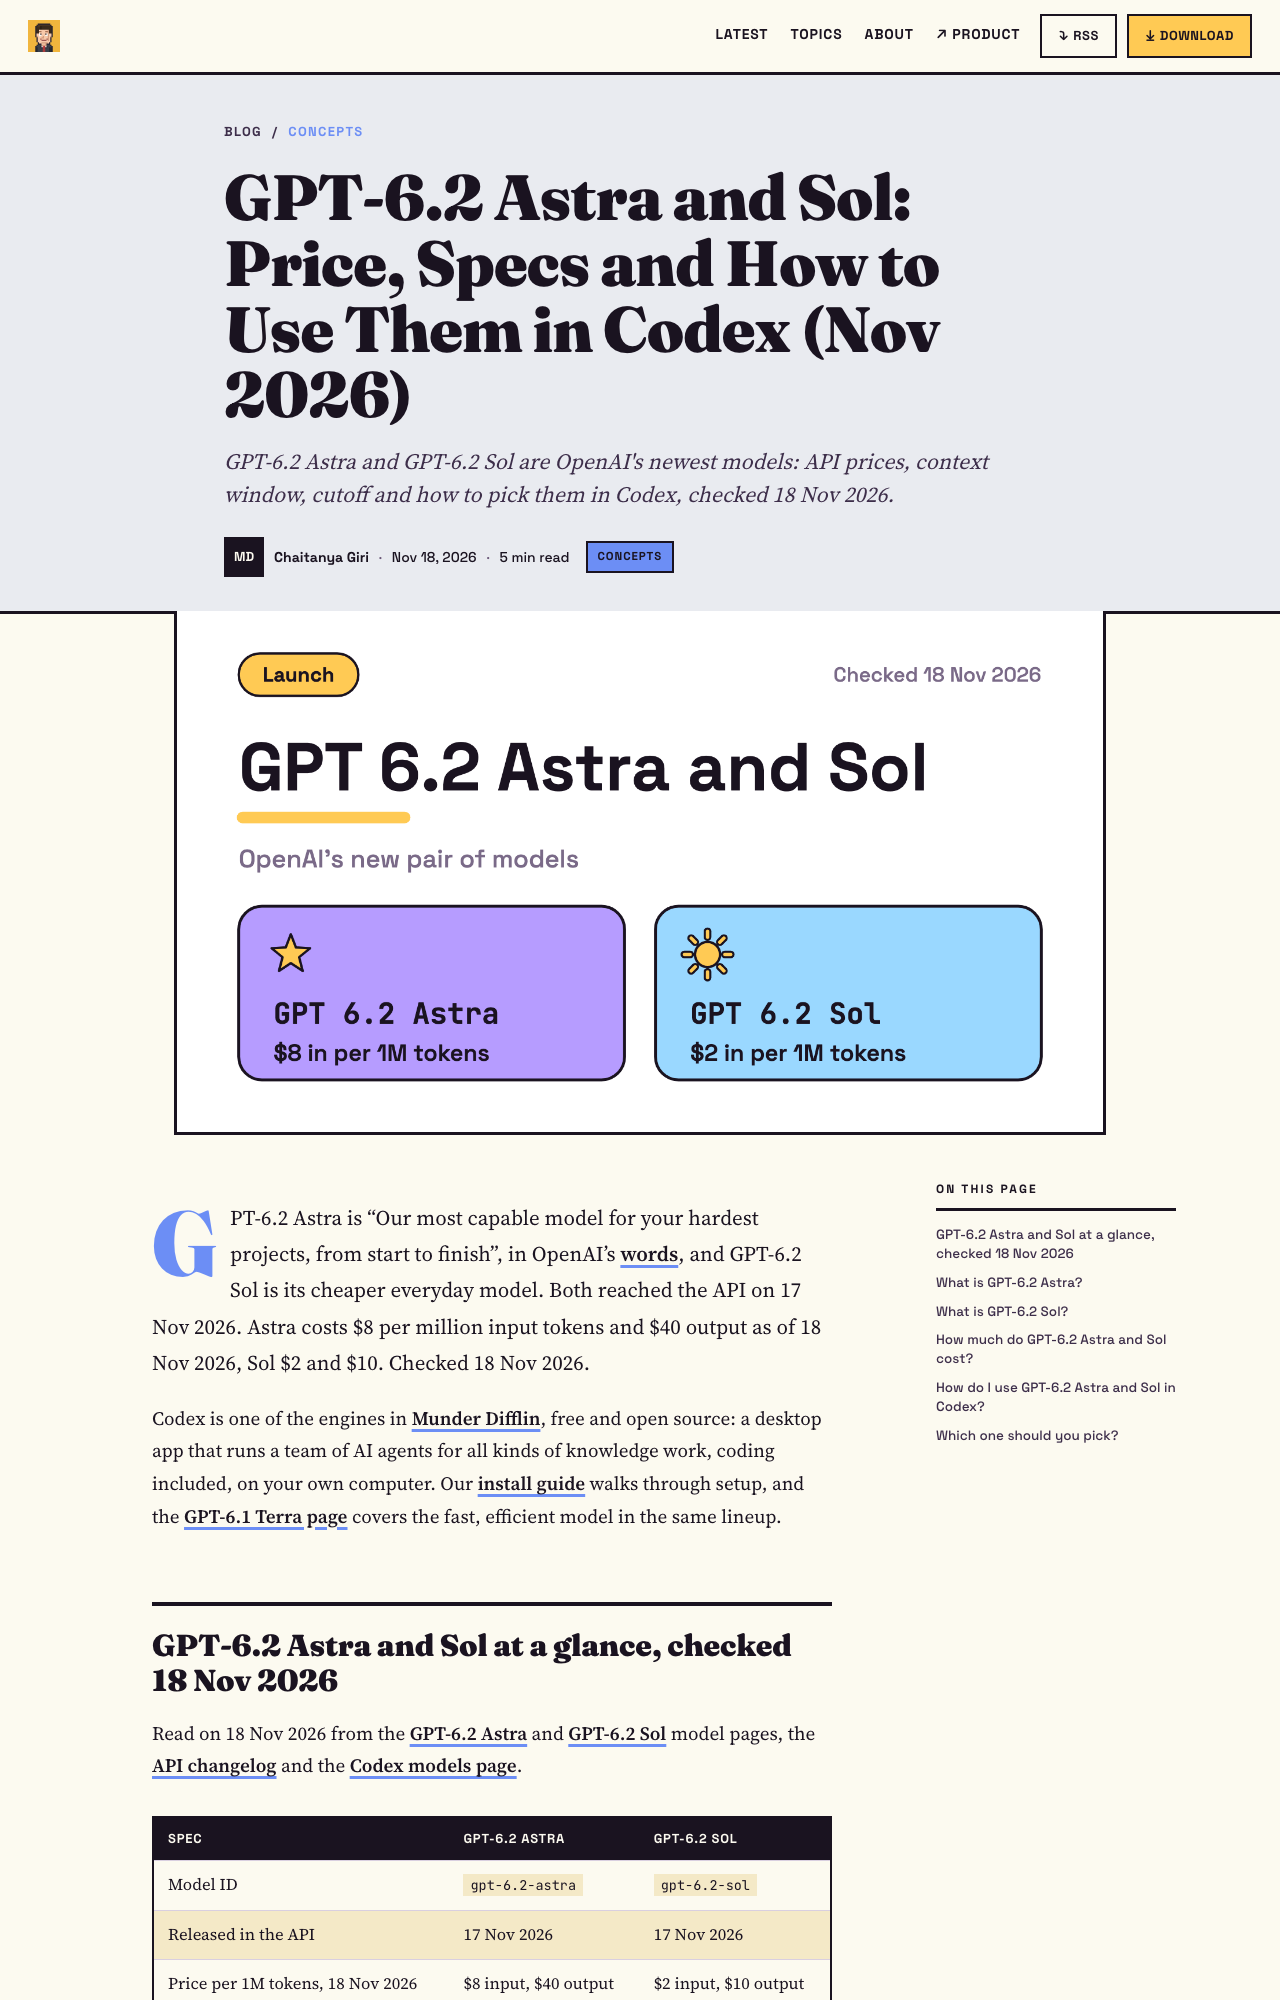 LATEST TOPICS ABOUT ↗ PRODUCT ⤵ RSS ⤓ DOWNLOAD
BLOG / CONCEPTS
GPT-6.2 Astra and Sol:
Price, Specs and How to
Use Them in Codex (Nov
2026)
GPT-6.2 Astra and GPT-6.2 Sol are OpenAI's newest models: API prices, context
window, cutoff and how to pick them in Codex, checked 18 Nov 2026.
MD Chaitanya Giri · Nov 18, 2026 · 5 min read CONCEPTS
Launch Checked 18 Nov 2026
GPT 6.2 Astra and Sol
OpenAI’s new pair of models
GPT 6.2 Astra
$8 in per 1M tokens
GPT 6.2 Sol
$2 in per 1M tokens
GPT-6.2 Astra is “Our most capable model for your hardest
projects, from start to finish”, in OpenAI’s words, and GPT-6.2
Sol is its cheaper everyday model. Both reached the API on 17
Nov 2026. Astra costs $8 per million input tokens and $40 output as of 18
Nov 2026, Sol $2 and $10. Checked 18 Nov 2026.
Codex is one of the engines in Munder Difflin, free and open source: a desktop
app that runs a team of AI agents for all kinds of knowledge work, coding
included, on your own computer. Our install guide walks through setup, and
the GPT-6.1 Terra page covers the fast, efficient model in the same lineup.
ON THIS PAGE
GPT-6.2 Astra and Sol at a glance,
checked 18 Nov 2026
What is GPT-6.2 Astra?
What is GPT-6.2 Sol?
How much do GPT-6.2 Astra and Sol
cost?
How do I use GPT-6.2 Astra and Sol in
Codex?
Which one should you pick?
GPT-6.2 Astra and Sol at a glance, checked
18 Nov 2026
Read on 18 Nov 2026 from the GPT-6.2 Astra and GPT-6.2 Sol model pages, the
API changelog and the Codex models page.
SPEC GPT-6.2 ASTRA GPT-6.2 SOL
Model ID gpt-6.2-astra gpt-6.2-sol
Released in the API 17 Nov 2026 17 Nov 2026
Price per 1M tokens, 18 Nov 2026 $8 input, $40 output $2 input, $10 output